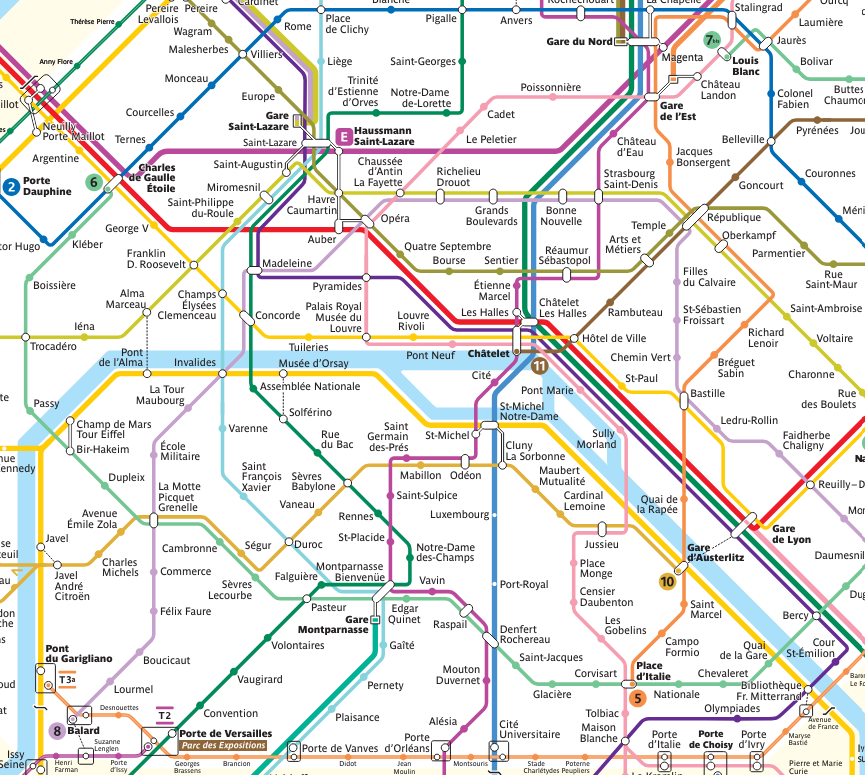 Cardinet
Pereire
Pereire
Levallois
Thérèse Pereire
Wagram
Malesherbes
Rome
Place
de Clichy
Blanche
Pigalle
Anvers
Rochechouart
La Chapelle
Stalingrad
Ourcq
Laumière
Jaurès
Gare du Nord
7bis
Louis
Blanc
Bolivar
Magenta
Anny Flore
Villiers
Liège
Saint-Georges
Monceau
Europe
Trinité
d'Estienne
d'Orves
Notre-Dame
de-Lorette
Poissonnière
Cadet
Le Peletier
Château
Landon
Gare
de l'Est
Colonel
Fabien
Buttes
Pyrénées
Courcelles
Neuilly
Porte Maillot
Ternes
Gare
Saint-Lazare
E
Haussmann
Saint-Lazare
Saint-Lazare
Château
d'Eau
Belleville
Argentine
Charles
de Gaulle
Étoile
Saint-Augustin
Chaussée
d'Antin
La Fayette
Richelieu
Drouot
Strasbourg
Saint-Denis
Jacques
Bonsergent
2
Porte
Dauphine
6
Miromesnil
Saint-Philippe
du-Roule
Havre
Caumartin
Opéra
Grands
Boulevards
Bonne
Nouvelle
Goncourt
Couronnes
République
George V
Auber
Temple
Arts et
Métiers
Oberkampf
Parmentier
Victor Hugo
Kléber
Franklin
D. Roosevelt
Madeleine
Quatre Septembre
Bourse
Sentier
Réaumur
Sébastopol
Rue
Saint-Maur
Boissière
Alma
Marceau
Champs
Élysées
Clemenceau
Pyramides
Étienne
Marcel
Filles
du Calvaire
Iéna
Trocadéro
Concorde
Palais Royal
Musée du
Louvre
Louvre
Rivoli
Les Halles
Châtelet
Les Halles
Rambuteau
St-Sébastien
Froissart
Saint-Ambroise
Richard
Lenoir
Voltaire
Tuileries
Pont Neuf
Châtelet
11
Hôtel de Ville
Chemin Vert
Bréguet
Sabin
Charonne
Pont
de l'Alma
Invalides
Musée d'Orsay
Assemblée Nationale
Cité
Pont Marie
St-Paul
Bastille
Rue
des Boulets
Passy
La Tour
Maubourg
Solférino
St-Michel
Notre-Dame
Ledru-Rollin
Champ de Mars
Tour Eiffel
Bir-Hakeim
École
Militaire
Varenne
Rue
du Bac
Saint
Germain
des-Prés
St-Michel
Cluny
La Sorbonne
Sully
Morland
Faidherbe
Chaligny
Dupleix
La Motte
Picquet
Grenelle
Saint
François
Xavier
Sèvres
Babylone
Mabillon
Odéon
Maubert
Mutualité
Cardinal
Lemoine
Quai de
la Rapée
Avenue
Émile Zola
Vaneau
Saint-Sulpice
Rennes
Luxembourg
Jussieu
Gare
de Lyon
Javel
Cambronne
Ségur
Duroc
St-Placide
Gare
d'Austerlitz
10
Javel
André
Citroën
Charles
Michels
Commerce
Sèvres
Lecourbe
Falguière
Montparnasse
Bienvenüe
Notre-Dame
des-Champs
Port-Royal
Place
Monge
Daumesnil
Félix Faure
Pasteur
Gare
Montparnasse
Edgar
Quinet
Vavin
Raspail
Denfert
Rochereau
Censier
Daubenton
Les
Gobelins
Saint
Marcel
Bercy
Pont
du Garigliano
T3a
Boucicaut
Volontaires
Gaîté
Campo
Formio
Quai
de la Gare
Cour
St-Émilion
Lourmel
Vaugirard
Pernety
Mouton
Duvernet
Saint-Jacques
Corvisart
Place
d'Italie
Chevaleret
Bibliothèque
Fr. Mitterrand
Glacière
5
Nationale
Desnouettes
T2
Convention
Plaisance
Alésia
Cité
Universitaire
Tolbiac
Maison
Blanche
Olympiades
8
Balard
Suzanne
Lenglen
Porte de Versailles
Parc des Expositions
Porte de Vanves
Porte
d'Orléans
Porte
d'Italie
Porte
de Choisy
Porte
d'Ivry
Avenue
de France
Maryse
Bastié
Issy
Henri
Farman
Porte
d'Issy
Georges
Brassens
Brancion
Didot
Jean
Moulin
Montsouris
Stade
Charléty
Poterne
des Peupliers
Pierre et Marie
Curie